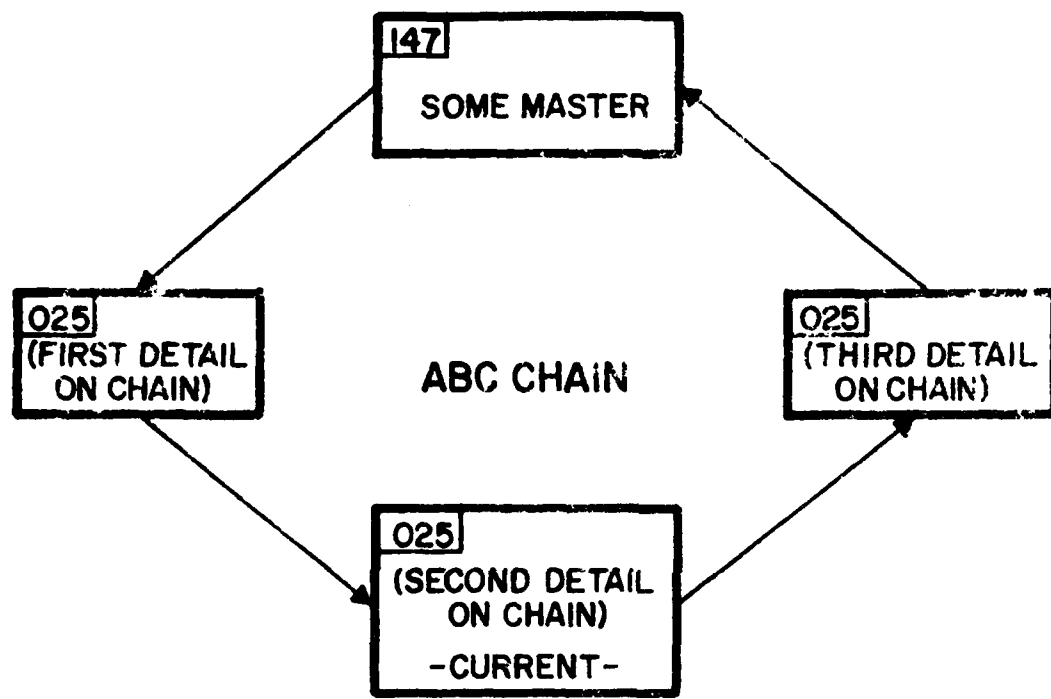 147
SOME MASTER
025
(FIRST DETAIL
ON CHAIN)
ABC CHAIN
025
(THIRD DETAIL
ON CHAIN)
025
(SECOND DETAIL
ON CHAIN)
-CURRENT-